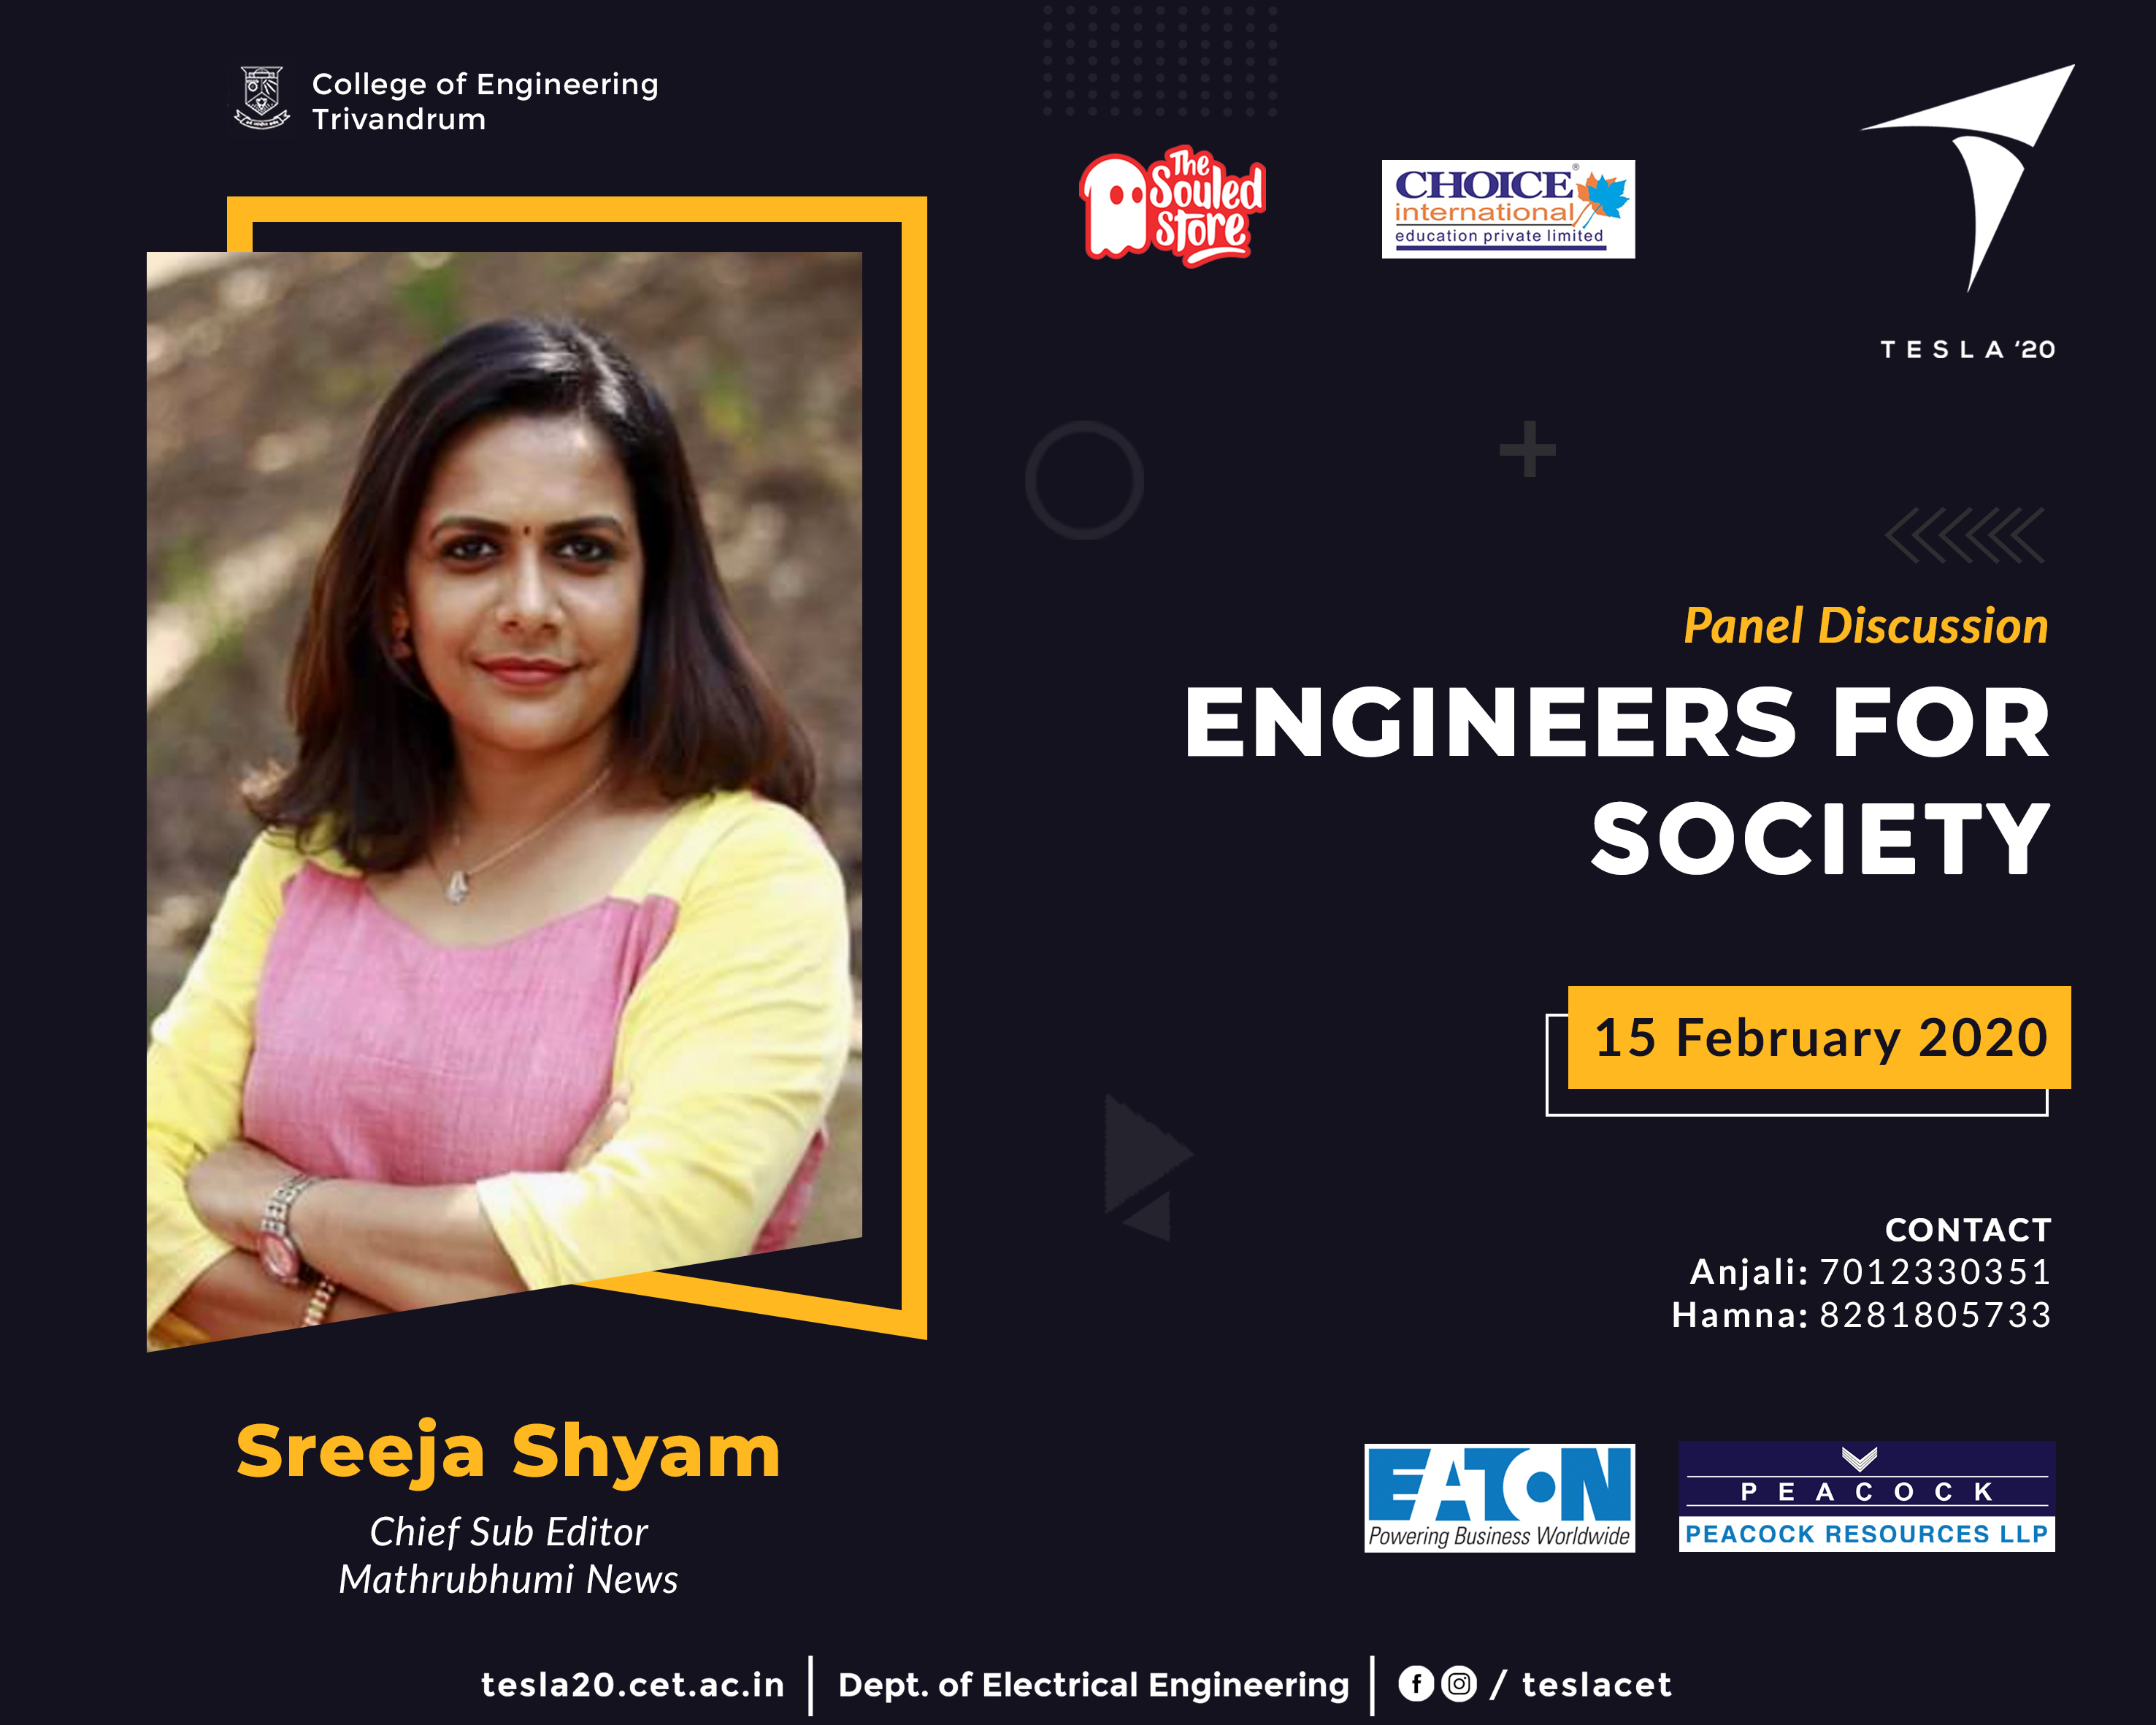 College of Engineering
Trivandrum
The
Souled
Store
CHOICE®
international
education private limited
TESLA ‘20
Panel Discussion
ENGINEERS FOR
SOCIETY
15 February 2020
CONTACT
Anjali: 7012330351
Hamna: 8281805733
Sreeja Shyam
Chief Sub Editor
Mathrubhumi News
EATON
Powering Business Worldwide
PEACOCK
PEACOCK RESOURCES LLP
tesla20.cet.ac.in | Dept. of Electrical Engineering | / teslacet